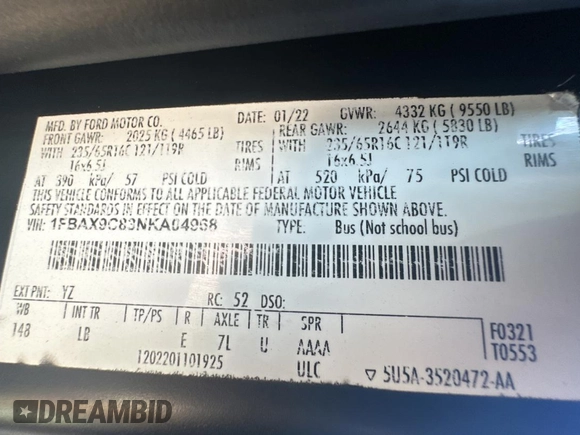 MFD. BY FORD MOTOR CO. DATE: 01/22 GVWR: 4332 KG ( 9550 LB)
FRONT GAWR: 2025 KG ( 4465 LB) REAR GAWR: 2644 KG ( 5830 LB)
WITH 235/65R16C 121/119R TIRES WITH 235/65R16C 121/119R TIRES
16x6.5J RIMS 16x6.5J RIMS
AT 390 kPa/ 57 PSI COLD AT 520 kPa/ 75 PSI COLD
THIS VEHICLE CONFORMS TO ALL APPLICABLE FEDERAL MOTOR VEHICLE
SAFETY STANDARDS IN EFFECT ON THE DATE OF MANUFACTURE SHOWN ABOVE.
VIN: 1FBAX9C83NKA04968 TYPE: Bus (Not school bus)
EXT PNT: YZ RC: 52 DSO:
WB INT TR TP/PS R AXLE TR SPR
148 LB E 7L U AAAA
1202201101925 ULC
F0321
T0553
▽ 5U5A-3520472-AA
DREAMBID